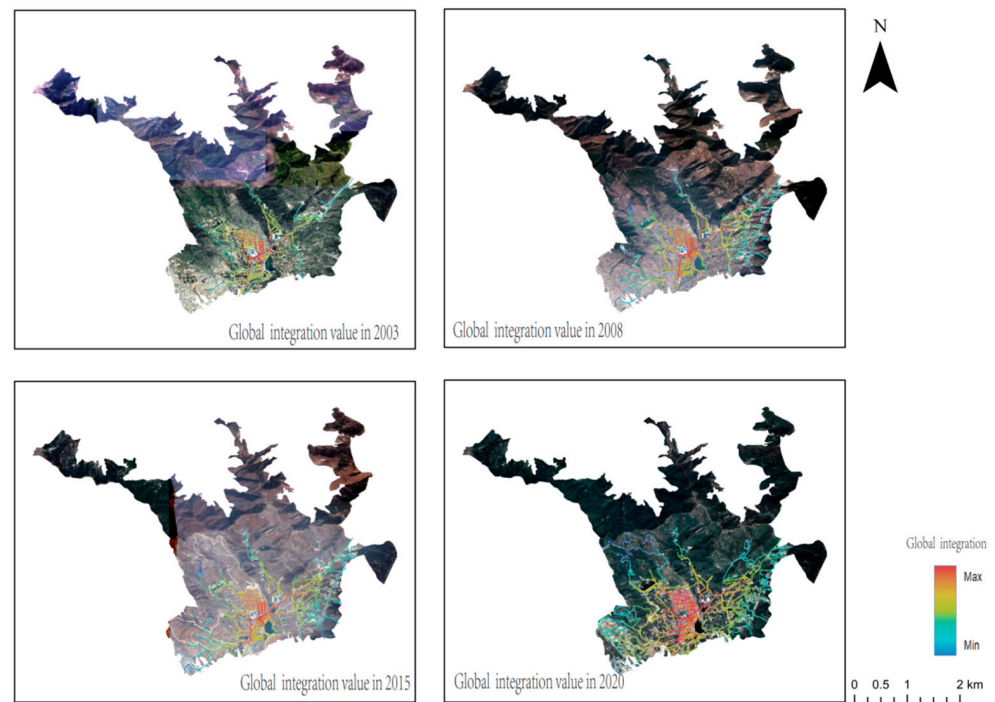 N
Global integration value in 2003
Global integration value in 2008
Global integration value in 2015
Global integration value in 2020
Global integration
Max
Min
0 0.5 1 2 km